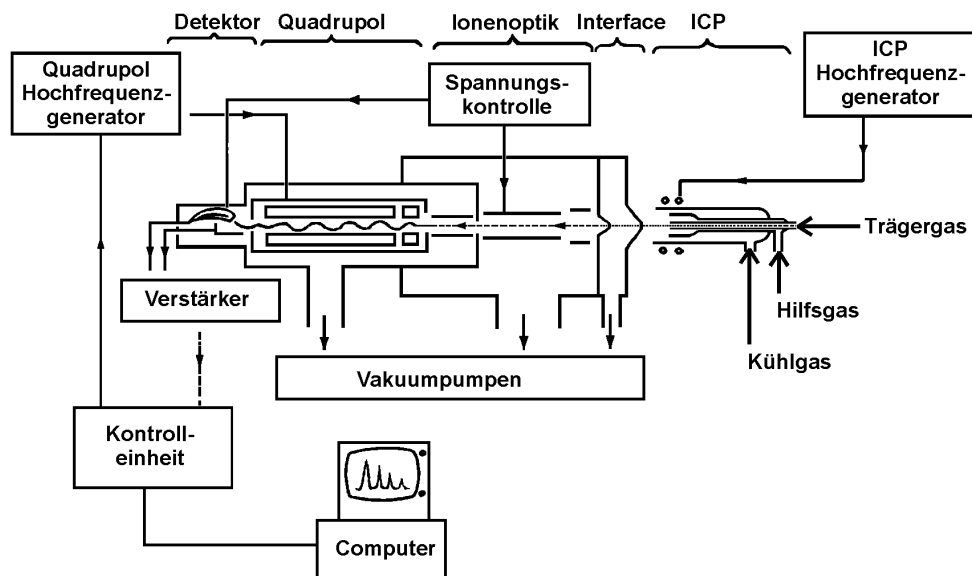 Detektor Quadrupol Ionenoptik Interface ICP
Quadrupol
Hochfrequenz-
generator
Spannungs-
kontrolle
ICP
Hochfrequenz-
generator
Trägergas
Hilfsgas
Kühlgas
Verstärker
Vakuumpumpen
Kontroll-
einheit
Computer